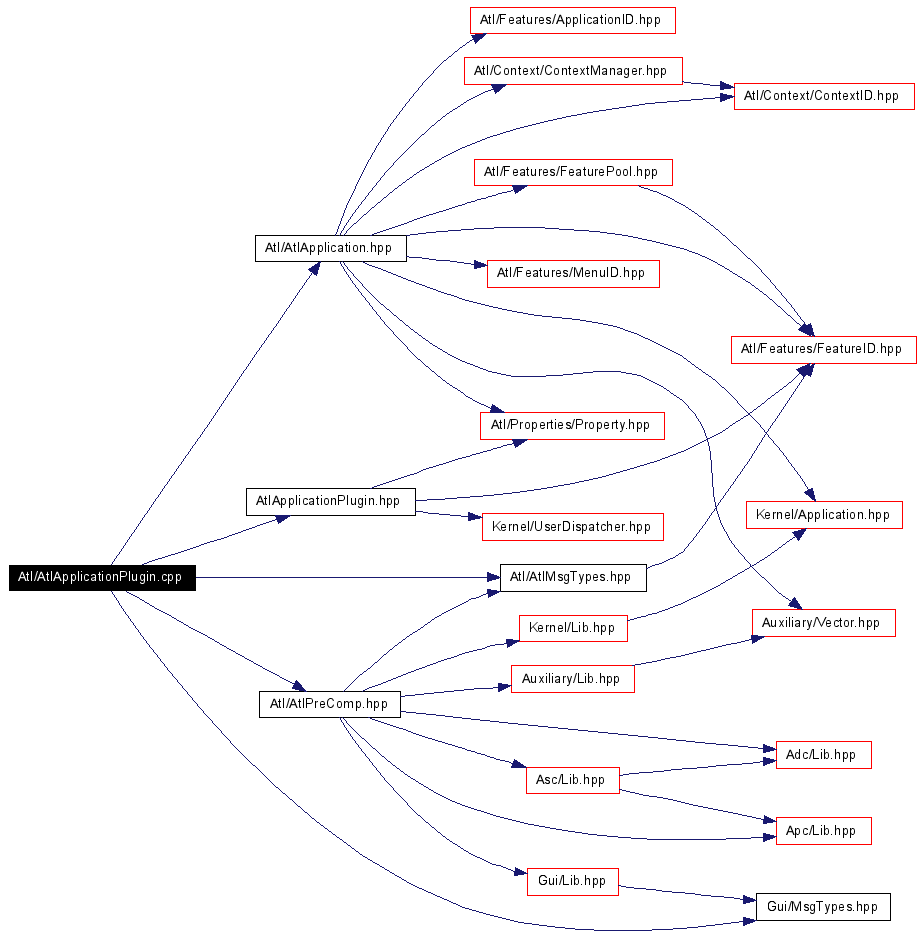 Atl/Features/ApplicationID.hpp
Atl/Context/ContextManager.hpp
Atl/Context/ContextID.hpp
Atl/Features/FeaturePool.hpp
Atl/AtlApplication.hpp
Atl/Features/MenuID.hpp
Atl/Features/FeatureID.hpp
Atl/Properties/Property.hpp
AtlApplicationPlugin.hpp
Kernel/Application.hpp
Kernel/UserDispatcher.hpp
Atl/AtlApplicationPlugin.cpp
Atl/AtlMsgTypes.hpp
Kernel/Lib.hpp
Auxiliary/Vector.hpp
Auxiliary/Lib.hpp
Atl/AtlPreComp.hpp
Adc/Lib.hpp
Asc/Lib.hpp
Apc/Lib.hpp
Gui/Lib.hpp
Gui/MsgTypes.hpp